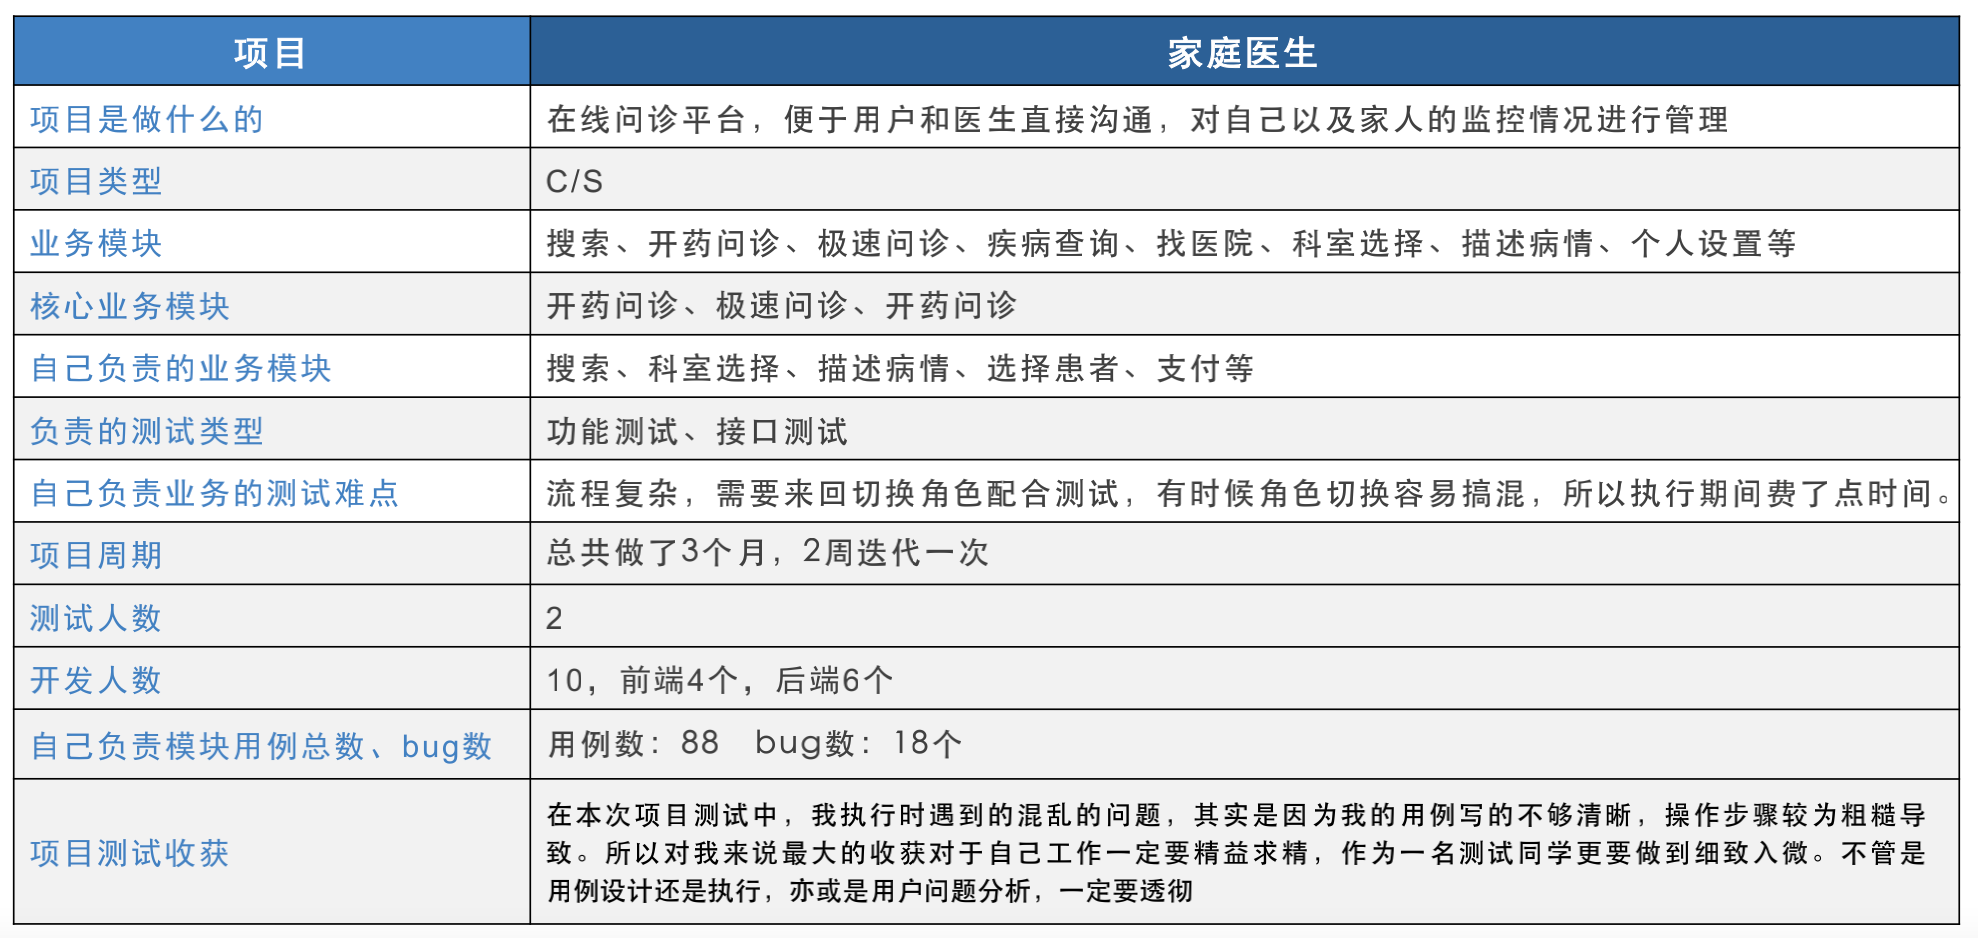 项目 家庭医生
项目是做什么的 在线问诊平台，便于用户和医生直接沟通，对自己以及家人的监控情况进行管理
项目类型 C/S
业务模块 搜索、开药问诊、极速问诊、疾病查询、找医院、科室选择、描述病情、个人设置等
核心业务模块 开药问诊、极速问诊、开药问诊
自己负责的业务模块 搜索、科室选择、描述病情、选择患者、支付等
负责的测试类型 功能测试、接口测试
自己负责业务的测试难点 流程复杂，需要来回切换角色配合测试，有时候角色切换容易搞混，所以执行期间费了点时间。
项目周期 总共做了3个月，2周迭代一次
测试人数 2
开发人数 10，前端4个，后端6个
自己负责模块用例总数、bug数 用例数：88 bug数：18个
项目测试收获
在本次项目测试中，我执行时遇到的混乱的问题，其实是因为我的用例写的不够清晰，操作步骤较为粗糙导
致。所以对我来说最大的收获对于自己工作一定要精益求精，作为一名测试同学更要做到细致入微。不管是
用例设计还是执行，亦或是用户问题分析，一定要透彻